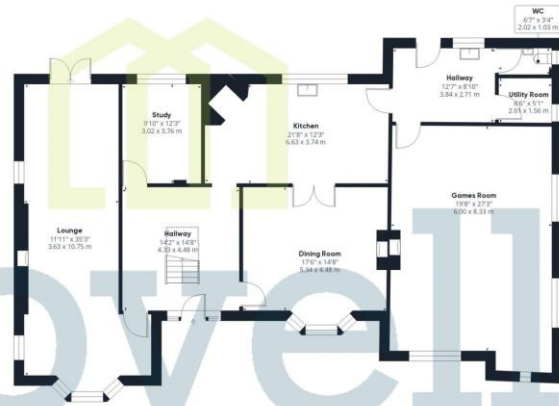 WC
6'7" x 3'4"
2.02 x 1.03 m
Hallway
12'7" x 8'10"
3.84 x 2.71 m
Utility Room
6'6" x 5'1"
2.01 x 1.56 m
Study
9'10" x 12'3"
3.02 x 3.76 m
Kitchen
21'8" x 12'3"
6.63 x 3.74 m
Games Room
19'8" x 27'3"
6.00 x 8.33 m
Lounge
11'11" x 35'3"
3.63 x 10.75 m
Hallway
14'2" x 14'8"
4.33 x 4.48 m
Dining Room
17'6" x 14'8"
5.34 x 4.48 m
ovell